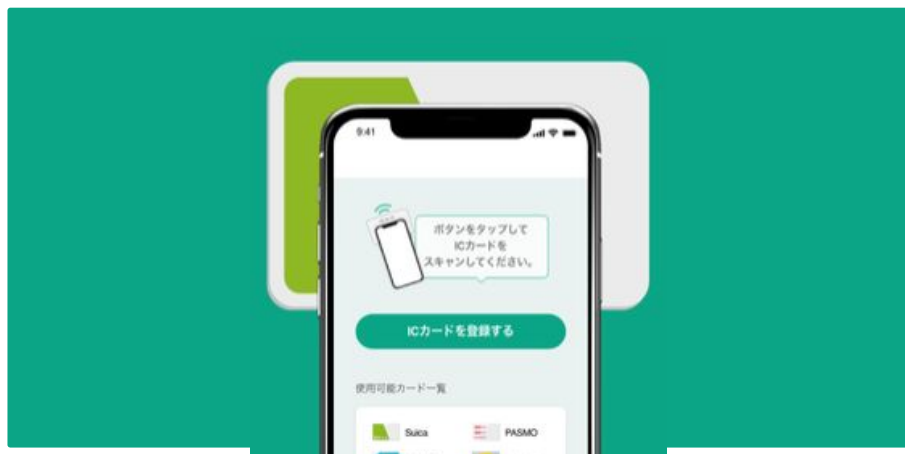 9:41
ボタンをタップして
ICカードを
スキャンしてください。
ICカードを登録する
使用可能カード一覧
Suica
PASMO